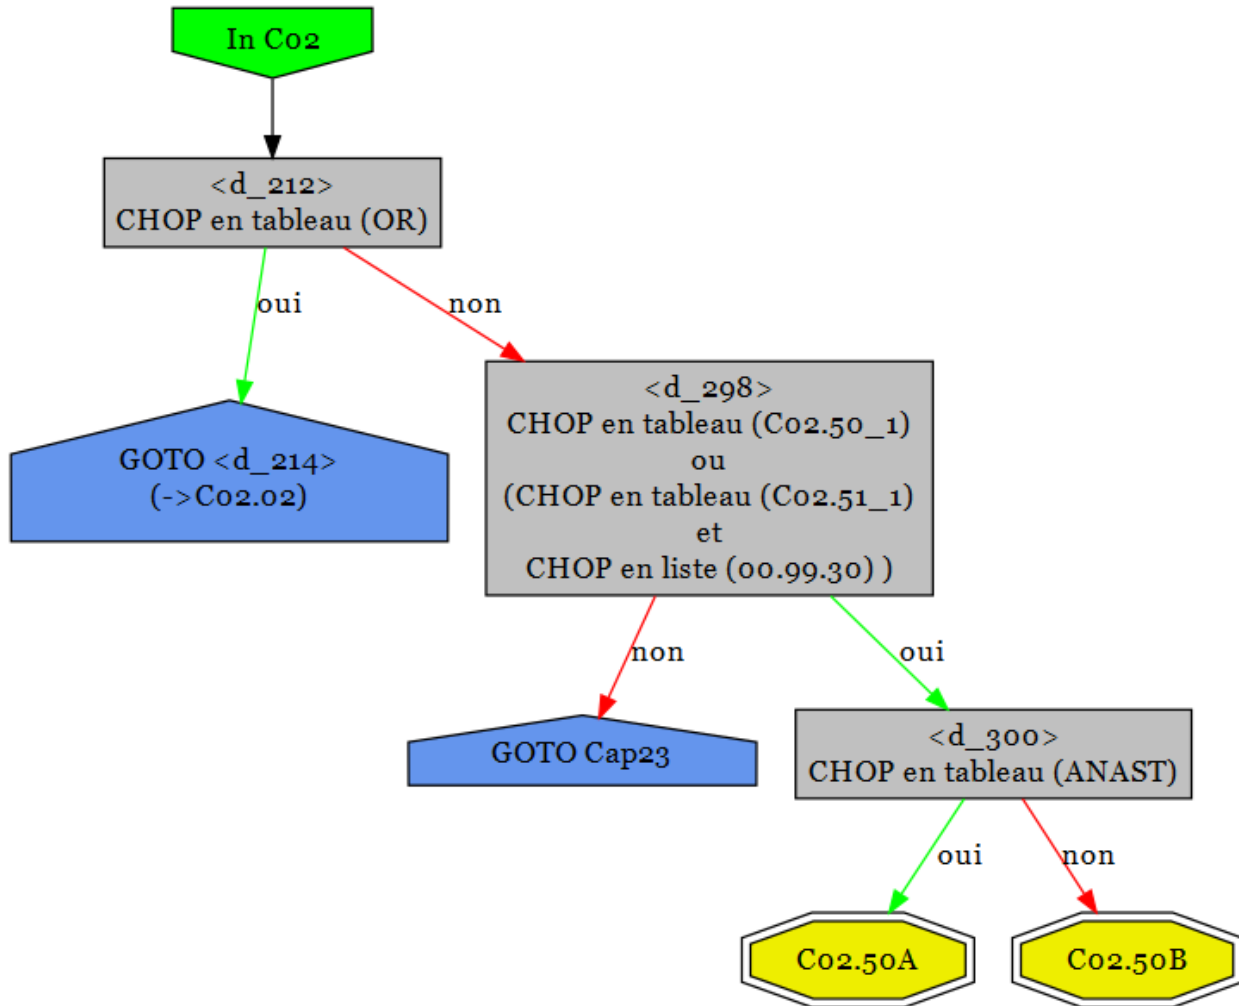 In C02
<d_212>
CHOP en tableau (OR)
oui
non
GOTO <d_214>
(->C02.02)
<d_298>
CHOP en tableau (C02.50_1)
ou
(CHOP en tableau (C02.51_1)
et
CHOP en liste (00.99.30) )
non
oui
GOTO Cap23
<d_300>
CHOP en tableau (ANAST)
oui
non
C02.50A
C02.50B